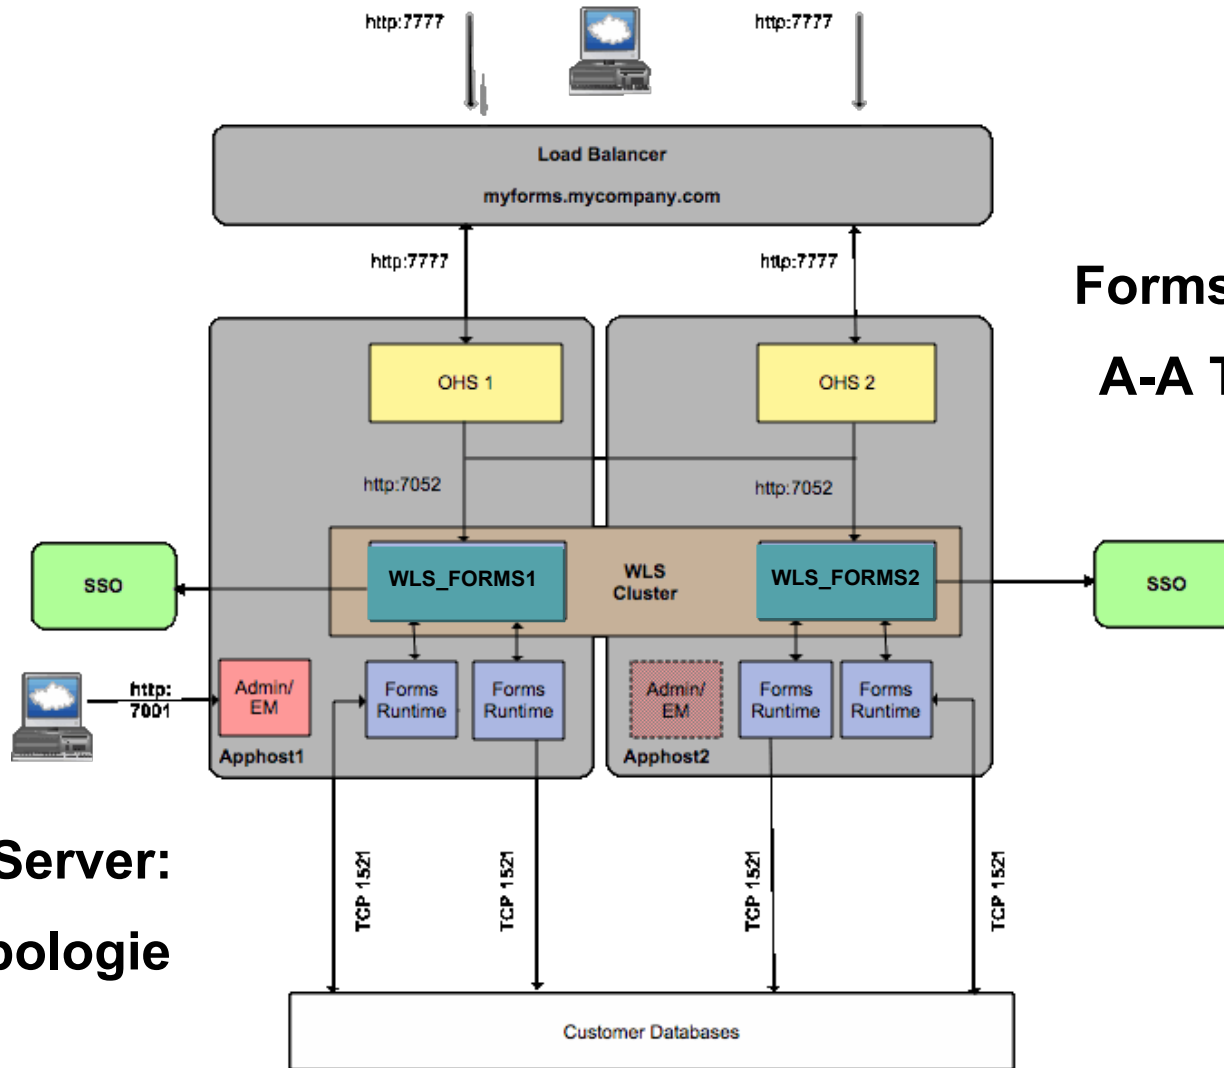 http:7777
http:7777
Load Balancer
myforms.mycompany.com
http:7777
http:7777
Forms
A-A T
OHS 1
OHS 2
http:7052
http:7052
SSO
WLS_FORMS1
WLS
Cluster
WLS_FORMS2
SSO
http:
7001
Admin/
EM
Forms
Runtime
Forms
Runtime
Admin/
EM
Forms
Runtime
Forms
Runtime
Apphost1
Apphost2
Server:
pologie
TCP 1521
TCP 1521
TCP 1521
TCP 1521
Customer Databases